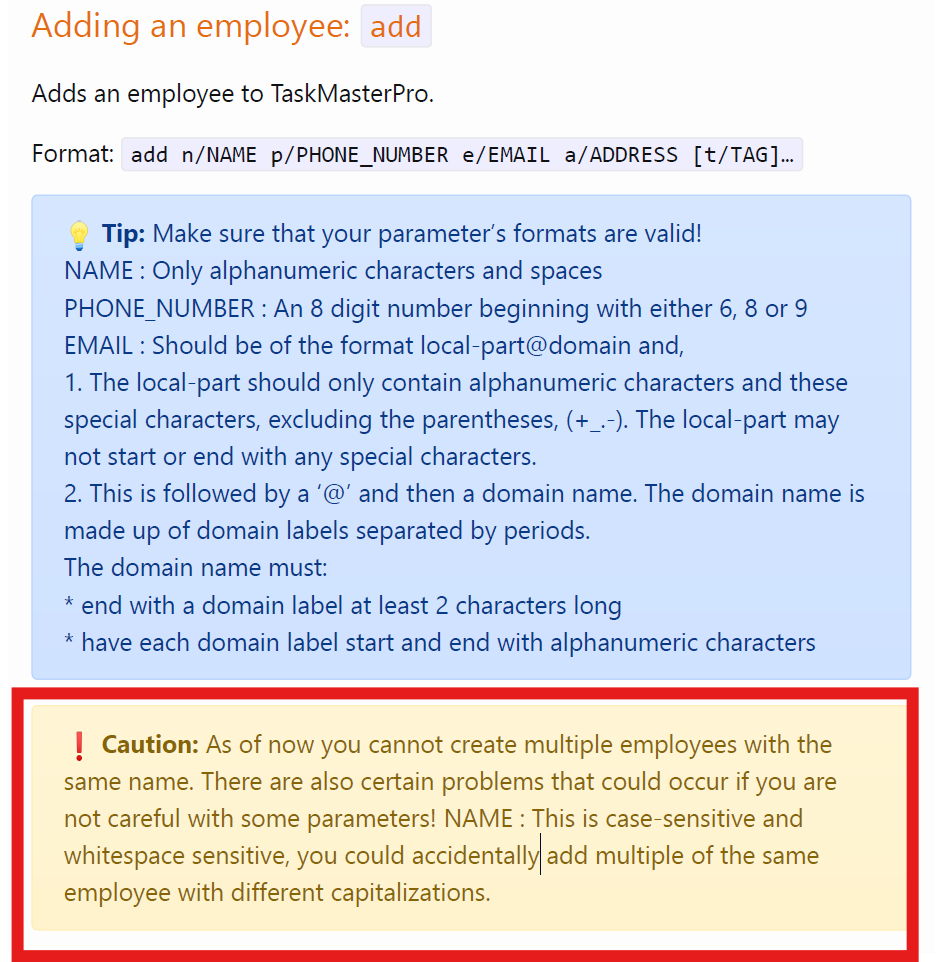 Adding an employee: add
Adds an employee to TaskMasterPro.
Format: add n/NAME p/PHONE_NUMBER e/EMAIL a/ADDRESS [t/TAG]…
💡 Tip: Make sure that your parameter’s formats are valid!
NAME : Only alphanumeric characters and spaces
PHONE_NUMBER : An 8 digit number beginning with either 6, 8 or 9
EMAIL : Should be of the format local-part@domain and,
1. The local-part should only contain alphanumeric characters and these
special characters, excluding the parentheses, (+_.-). The local-part may
not start or end with any special characters.
2. This is followed by a ‘@’ and then a domain name. The domain name is
made up of domain labels separated by periods.
The domain name must:
* end with a domain label at least 2 characters long
* have each domain label start and end with alphanumeric characters
❗ Caution: As of now you cannot create multiple employees with the
same name. There are also certain problems that could occur if you are
not careful with some parameters! NAME : This is case-sensitive and
whitespace sensitive, you could accidentally add multiple of the same
employee with different capitalizations.